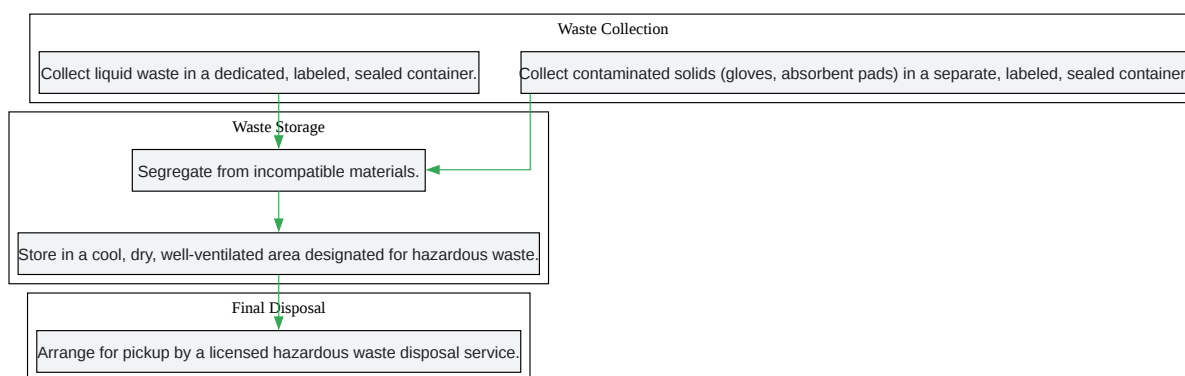 Waste Collection
Collect liquid waste in a dedicated, labeled, sealed container.
Collect contaminated solids (gloves, absorbent pads) in a separate, labeled, sealed container
Waste Storage
Segregate from incompatible materials.
Store in a cool, dry, well-ventilated area designated for hazardous waste.
Final Disposal
Arrange for pickup by a licensed hazardous waste disposal service.